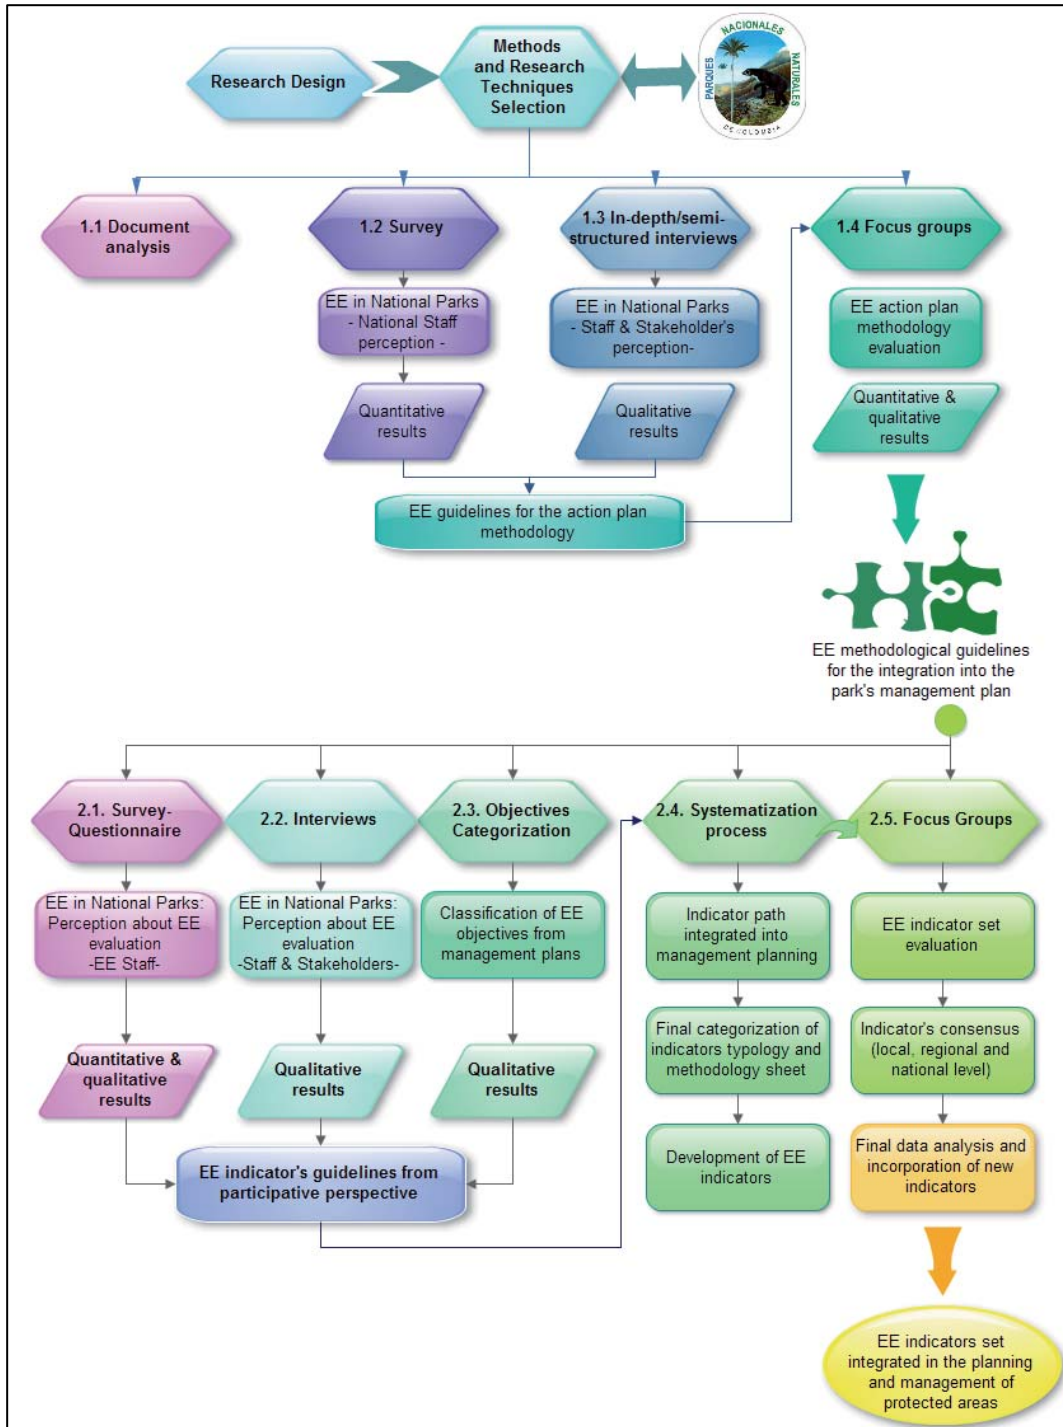 Research Design
Methods
and Research
Techniques
Selection
PARQUES
NACIONALES
NATURALES
DE COLOMBIA
1.1 Document
analysis
1.2 Survey
1.3 In-depth/semi-
structured interviews
1.4 Focus groups
EE in National Parks
- National Staff
perception -
EE in National Parks
- Staff & Stakeholder's
perception-
EE action plan
methodology
evaluation
Quantitative
results
Qualitative
results
Quantitative &
qualitative
results
EE guidelines for the action plan
methodology
EE methodological guidelines
for the integration into the
park's management plan
2.1. Survey-
Questionnaire
2.2. Interviews
2.3. Objectives
Categorization
2.4. Systematization
process
2.5. Focus Groups
EE in National Parks:
Perception about EE
evaluation
-EE Staff-
EE in National Parks:
Perception about EE
evaluation
-Staff & Stakeholders-
Classification of EE
objectives from
management plans
Indicator path
integrated into
management planning
EE indicator set
evaluation
Quantitative &
qualitative
results
Qualitative
results
Qualitative
results
Final categorization of
indicators typology and
methodology sheet
Indicator's consensus
(local, regional and
national level)
EE indicator's guidelines from
participative perspective
Development of EE
indicators
Final data analysis and
incorporation of new
indicators
EE indicators set
integrated in the planning
and management of
protected areas